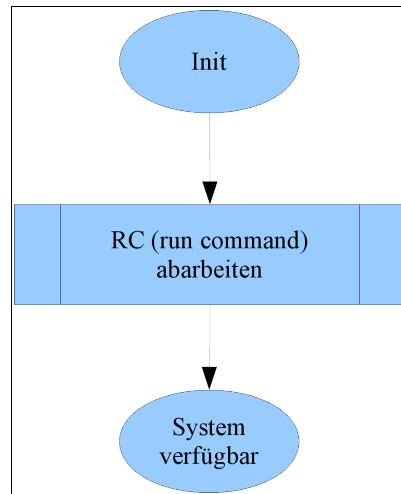 Init
RC (run command)
abarbeiten
System
verfügbar